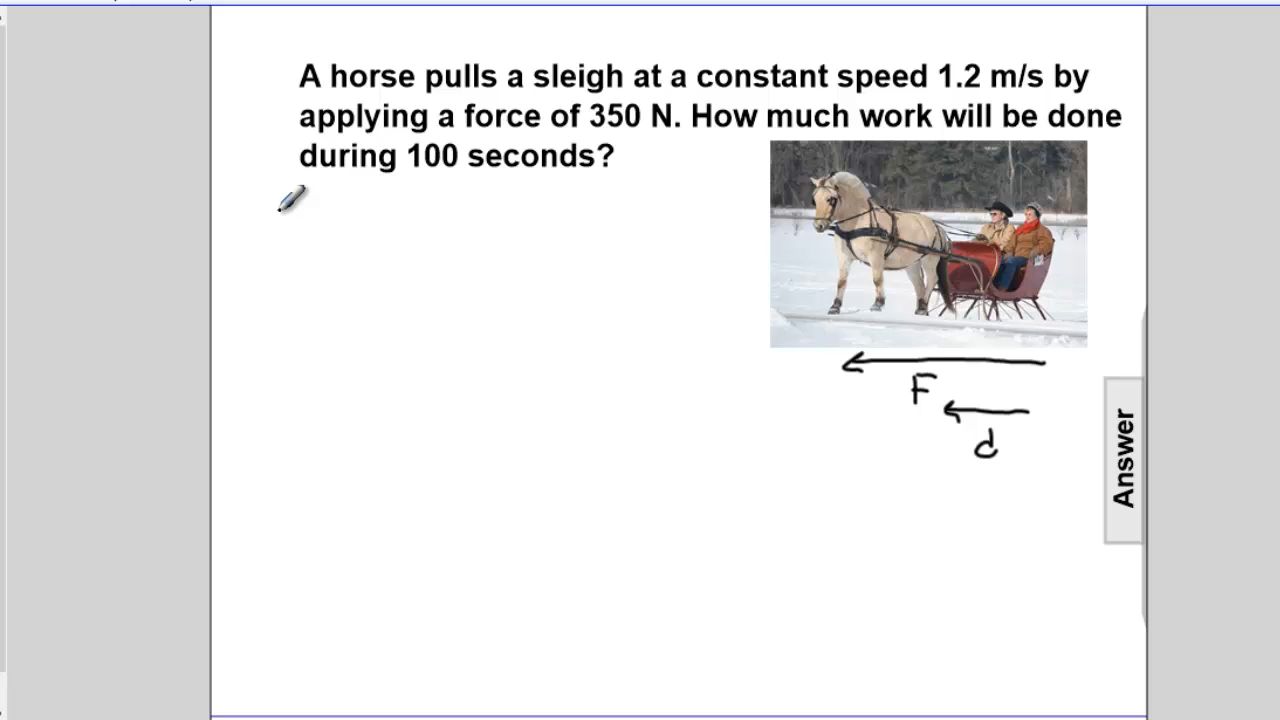 A horse pulls a sleigh at a constant speed 1.2 m/s by
applying a force of 350 N. How much work will be done
during 100 seconds?
F
d
Answer